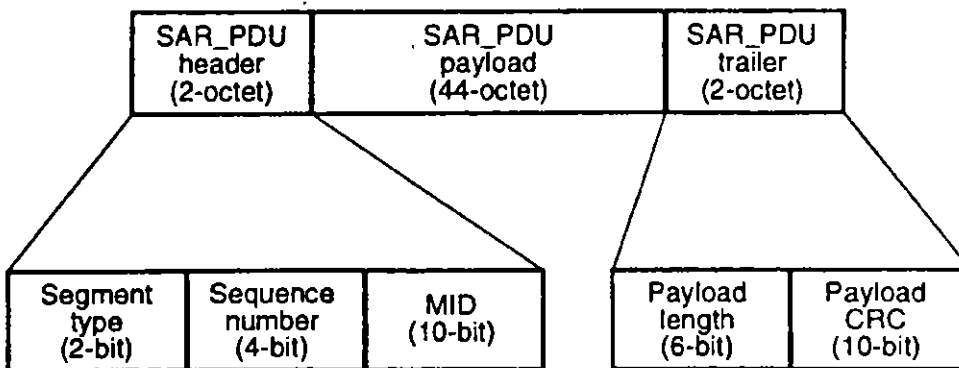 SAR_PDU
header
(2-octet)
SAR_PDU
payload
(44-octet)
SAR_PDU
trailer
(2-octet)
Segment
type
(2-bit)
Sequence
number
(4-bit)
MID
(10-bit)
Payload
length
(6-bit)
Payload
CRC
(10-bit)